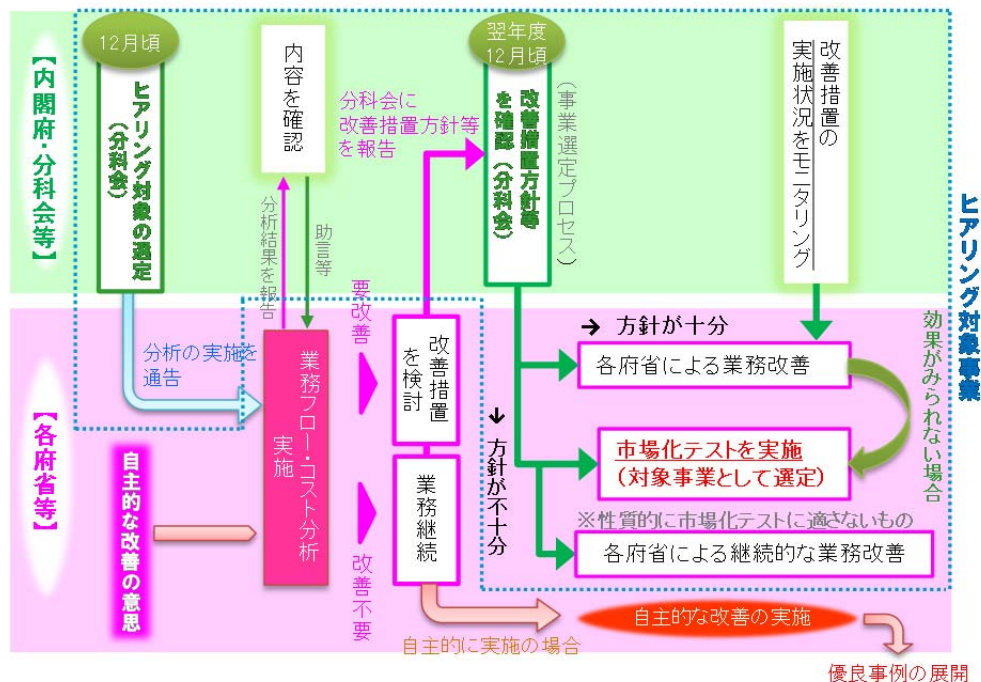 【内閣府・分科会等】
12月頃
ヒアリング対象の選定
（分科会）
内容を確認
分科会に
改善措置方針等
を報告
翌年度
12月頃
改善措置方針等
を確認（分科会）
（事業選定プロセス）
改善措置の
実施状況をモニタリング
ヒアリング対象事業
分析結果を報告
助言等
【各府省等】
分析の実施を
通告
自主的な改善の意思
業務フロー・コスト分析
実施
要改善
改善不要
改善措置
を検討
業務継続
→ 方針が十分
↓ 方針が不十分
各府省による業務改善
効果がみられない場合
市場化テストを実施
（対象事業として選定）
※性質的に市場化テストに適さないもの
各府省による継続的な業務改善
自主的に実施の場合
自主的な改善の実施
優良事例の展開